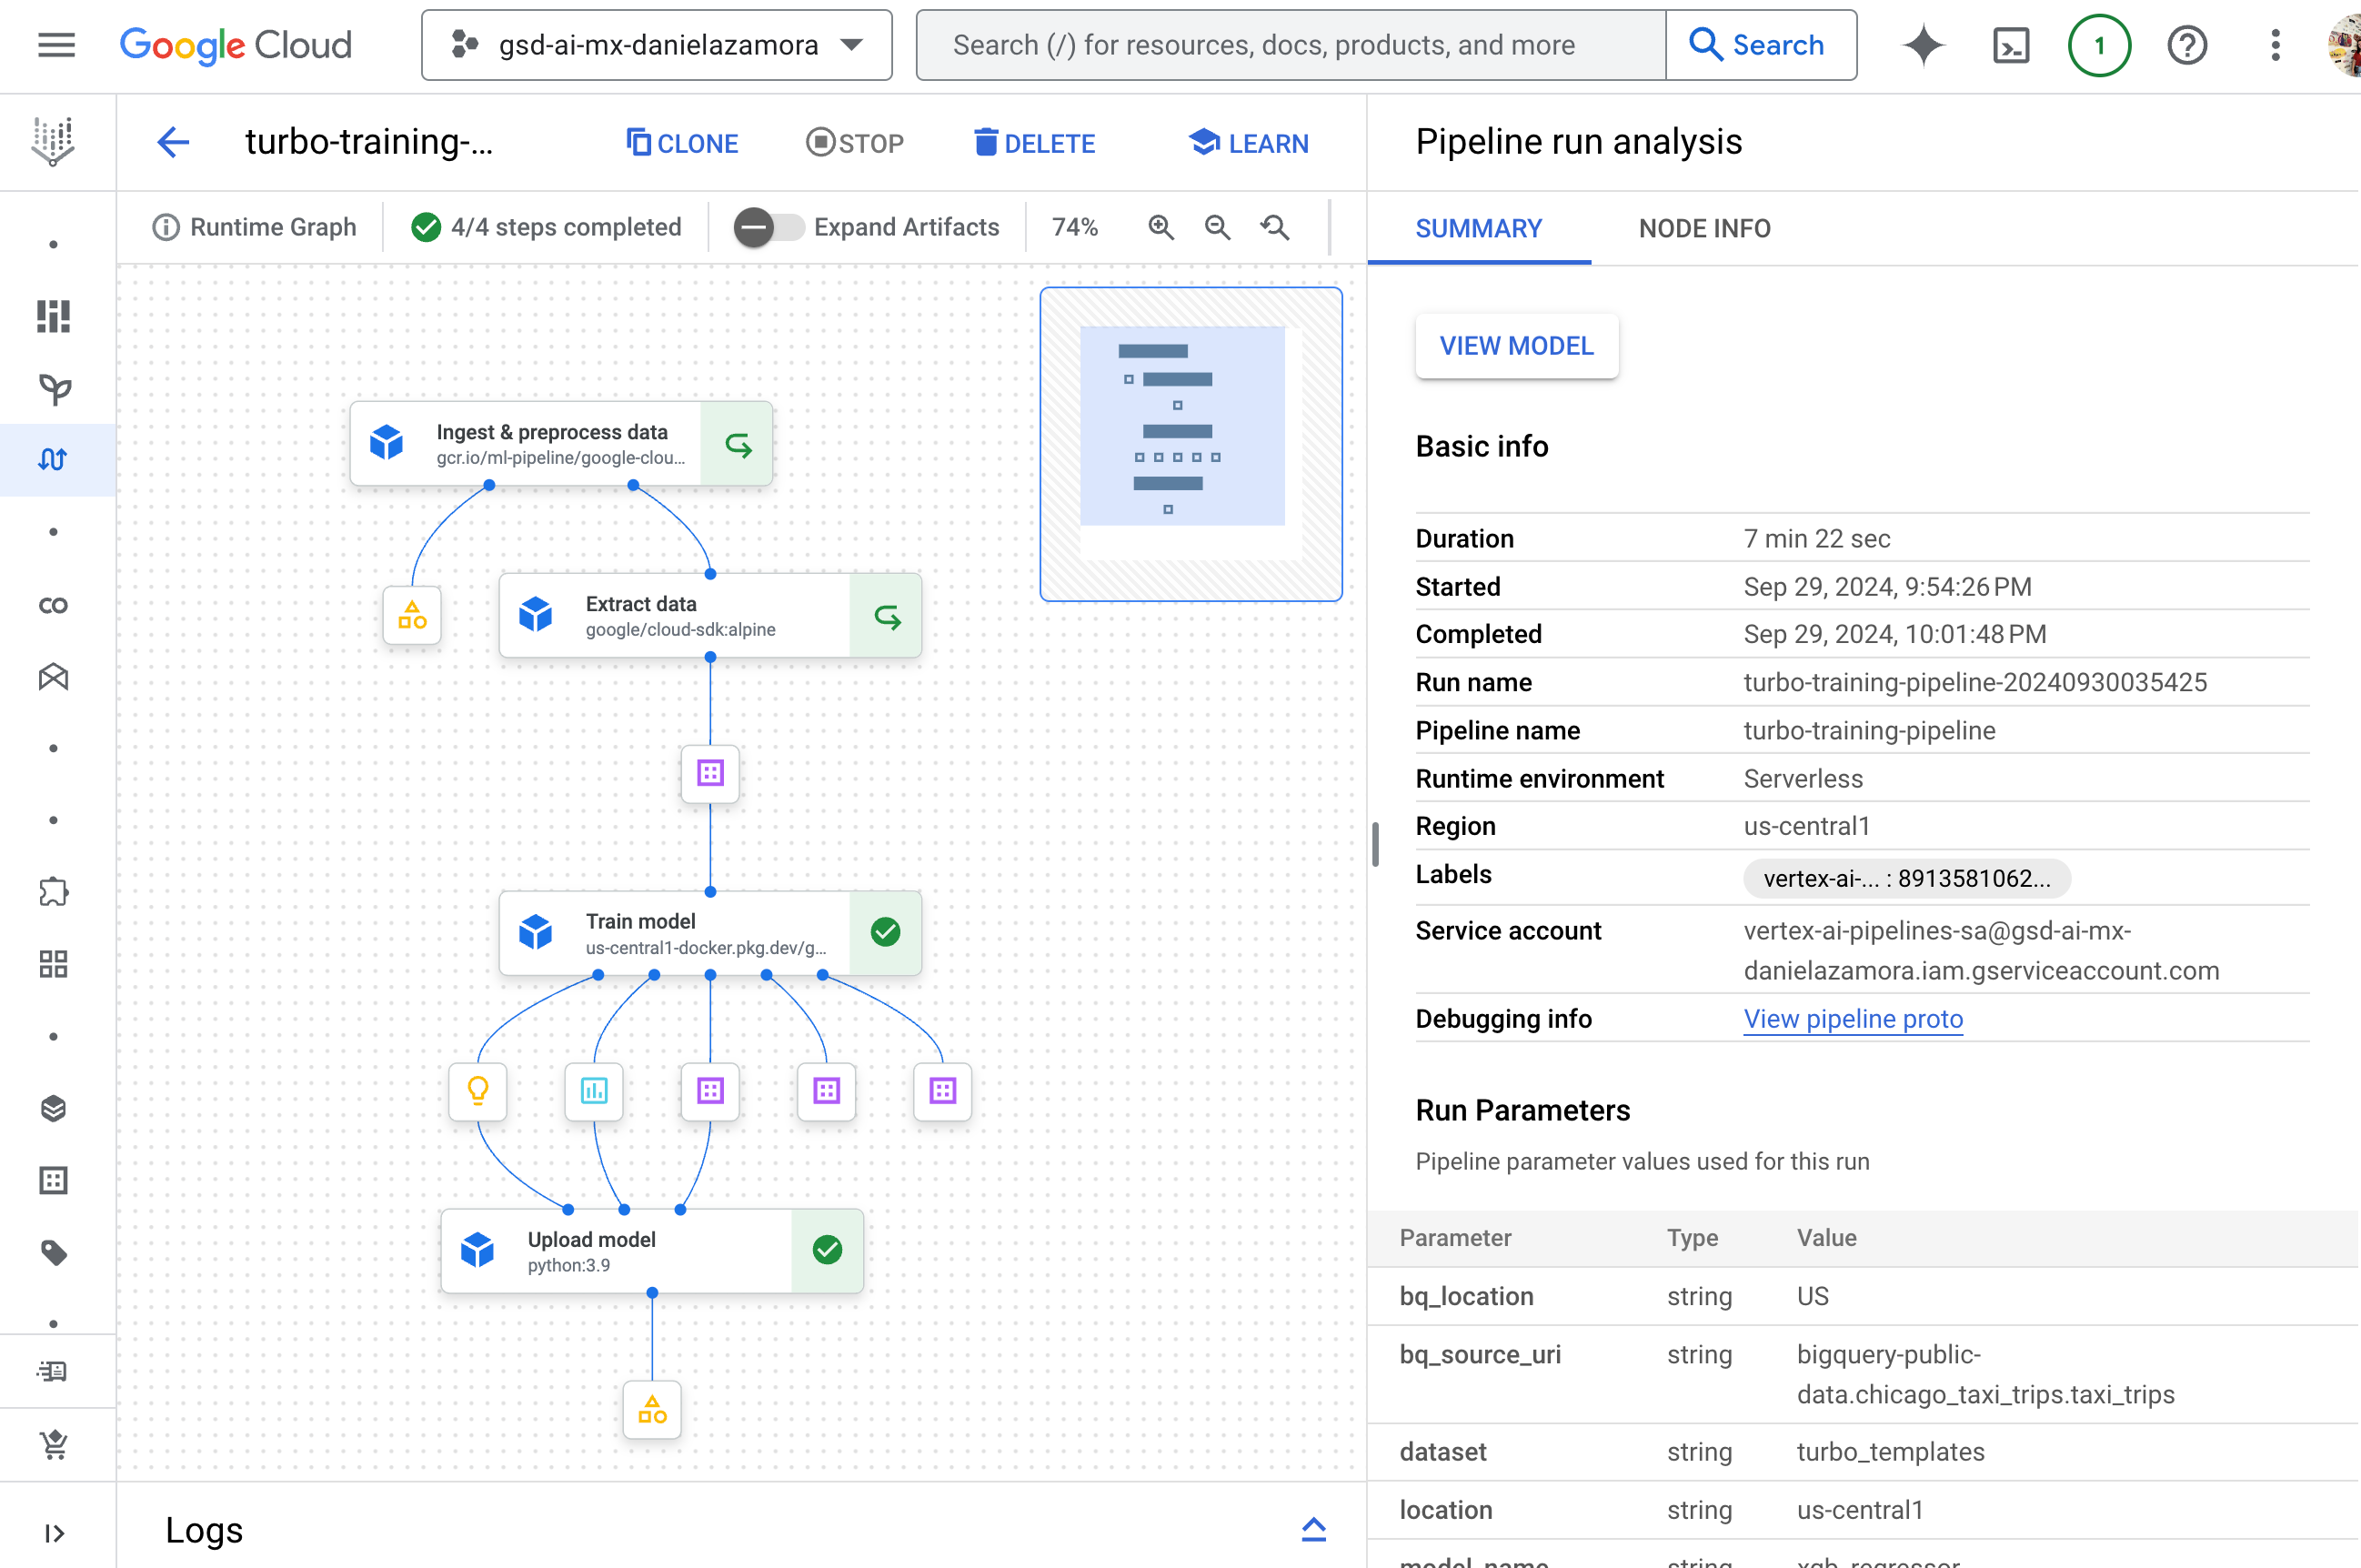 Google Cloud
gsd-ai-mx-danielazamora
Search (/) for resources, docs, products, and more
Search
1
turbo-training-...
CLONE
STOP
DELETE
LEARN
Runtime Graph
4/4 steps completed
Expand Artifacts
74%
Ingest & preprocess data
gcr.io/ml-pipeline/google-clou...
Extract data
google/cloud-sdk:alpine
Train model
us-central1-docker.pkg.dev/g...
Upload model
python:3.9
Logs
Pipeline run analysis
SUMMARY
NODE INFO
VIEW MODEL
Basic info
Duration 7 min 22 sec
Started Sep 29, 2024, 9:54:26 PM
Completed Sep 29, 2024, 10:01:48 PM
Run name turbo-training-pipeline-20240930035425
Pipeline name turbo-training-pipeline
Runtime environment Serverless
Region us-central1
Labels vertex-ai-... : 8913581062...
Service account vertex-ai-pipelines-sa@gsd-ai-mx-
danielazamora.iam.gserviceaccount.com
Debugging info View pipeline proto
Run Parameters
Pipeline parameter values used for this run
Parameter Type Value
bq_location string US
bq_source_uri string bigquery-public-
data.chicago_taxi_trips.taxi_trips
dataset string turbo_templates
location string us-central1
model_name string xgb_regressor